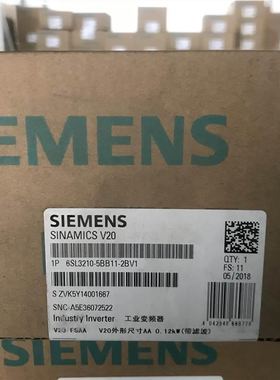 SIEMENS
SIEMENS
SINAMICS V20
1P 6SL3210-5BB11-2BV1
QTY: 1
FS: 11
05/2018
S ZVK5Y14001667
SNC-A5E36072522
Industry Inverter 工业变频器
V20 FSAA V20外形尺寸AA 0.12kW(带滤波)